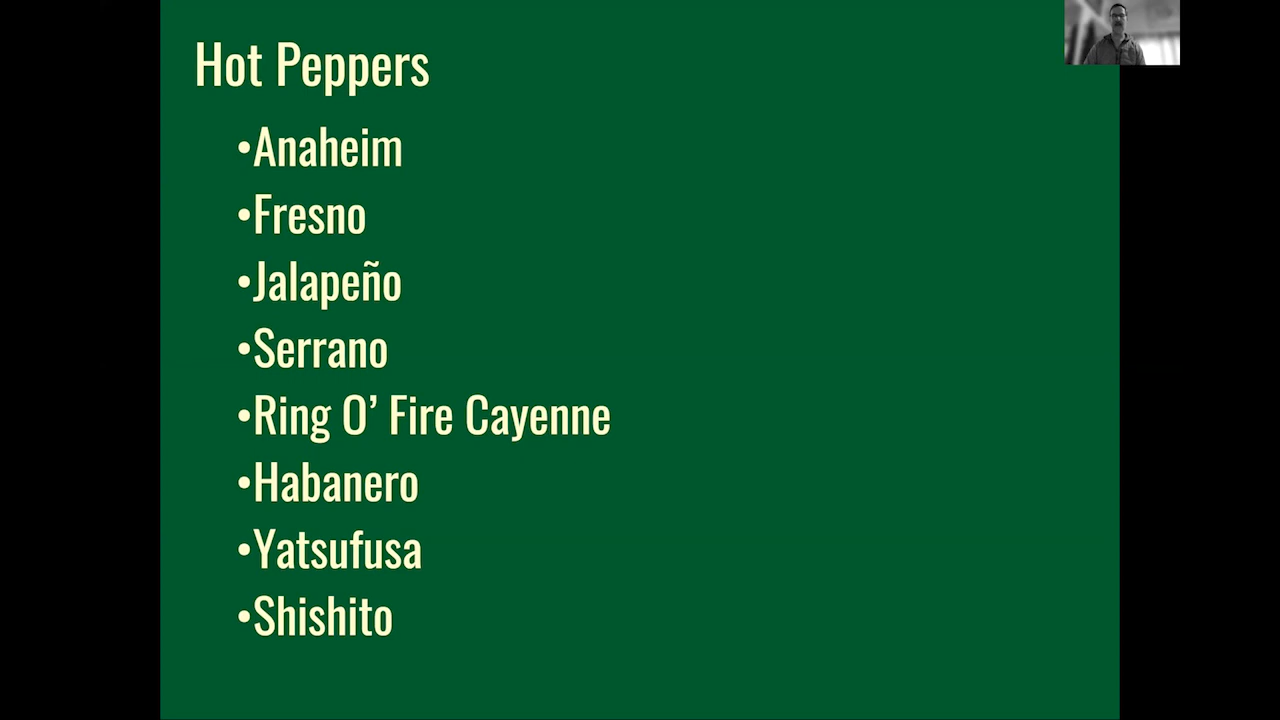 Hot Peppers
•Anaheim
•Fresno
•Jalapeño
•Serrano
•Ring O’ Fire Cayenne
•Habanero
•Yatsufusa
•Shishito